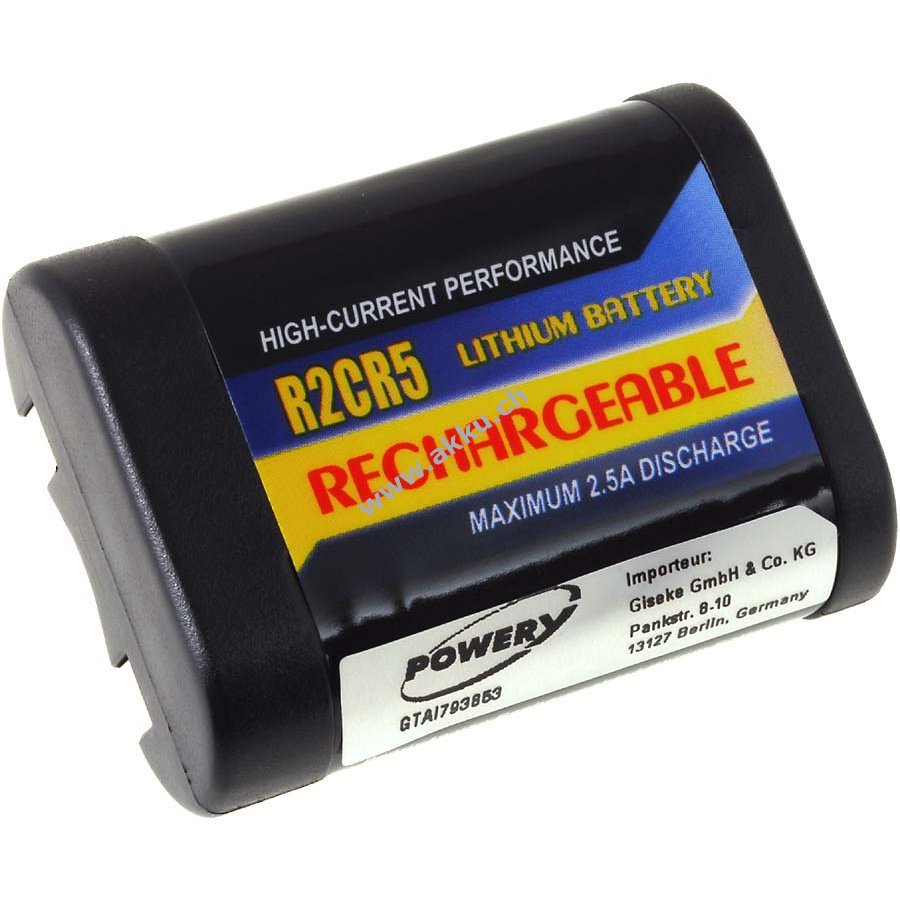 HIGH-CURRENT PERFORMANCE
R2CR5 LITHIUM BATTERY
RECHARGEABLE
MAXIMUM 2.5A DISCHARGE
www.akku.ch
POWERY
GTAI793853
Importeur:
Giseke GmbH & Co. KG
Pankstr. 8-10
13127 Berlin, Germany